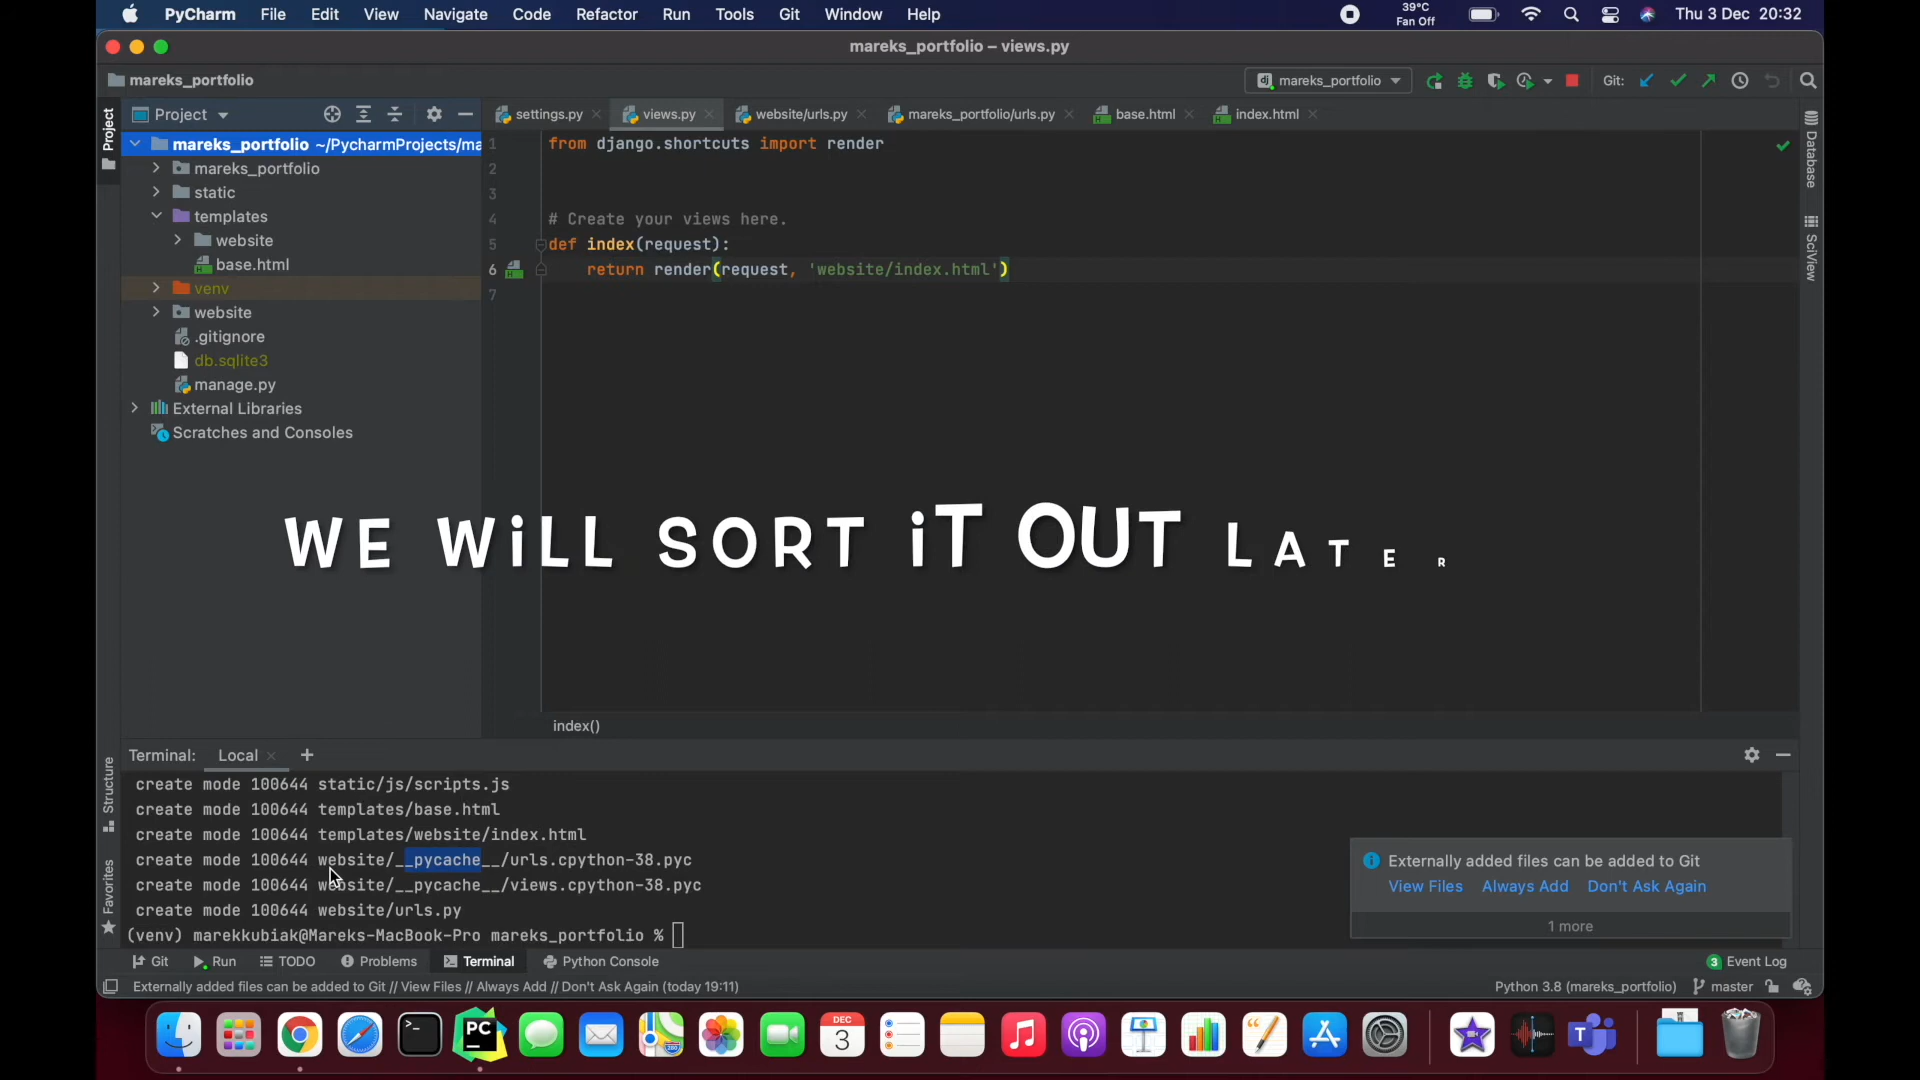 PyCharm File Edit View Navigate Code Refactor Run Tools Git Window Help
39°C
Fan Off
Thu 3 Dec 20:32
mareks_portfolio – views.py
mareks_portfolio
dj mareks_portfolio
Git:
Project
Project
settings.py
views.py
website/urls.py
mareks_portfolio/urls.py
base.html
index.html
mareks_portfolio ~/PycharmProjects/ma
mareks_portfolio
static
templates
website
base.html
venv
website
.gitignore
db.sqlite3
manage.py
External Libraries
Scratches and Consoles
1 from django.shortcuts import render
2
3
4 # Create your views here.
5 def index(request):
6 return render(request, 'website/index.html')
7
Database
SciView
WE WiLL SORT iT OUT LATER
index()
Structure
Favorites
Terminal: Local +
create mode 100644 static/js/scripts.js
create mode 100644 templates/base.html
create mode 100644 templates/website/index.html
create mode 100644 website/__pycache__/urls.cpython-38.pyc
create mode 100644 website/__pycache__/views.cpython-38.pyc
create mode 100644 website/urls.py
(venv) marekkubiak@Mareks-MacBook-Pro mareks_portfolio %
Externally added files can be added to Git
View Files Always Add Don't Ask Again
1 more
Git Run TODO Problems Terminal Python Console
3 Event Log
Externally added files can be added to Git // View Files // Always Add // Don't Ask Again (today 19:11)
Python 3.8 (mareks_portfolio) master
PC
DEC
3
T